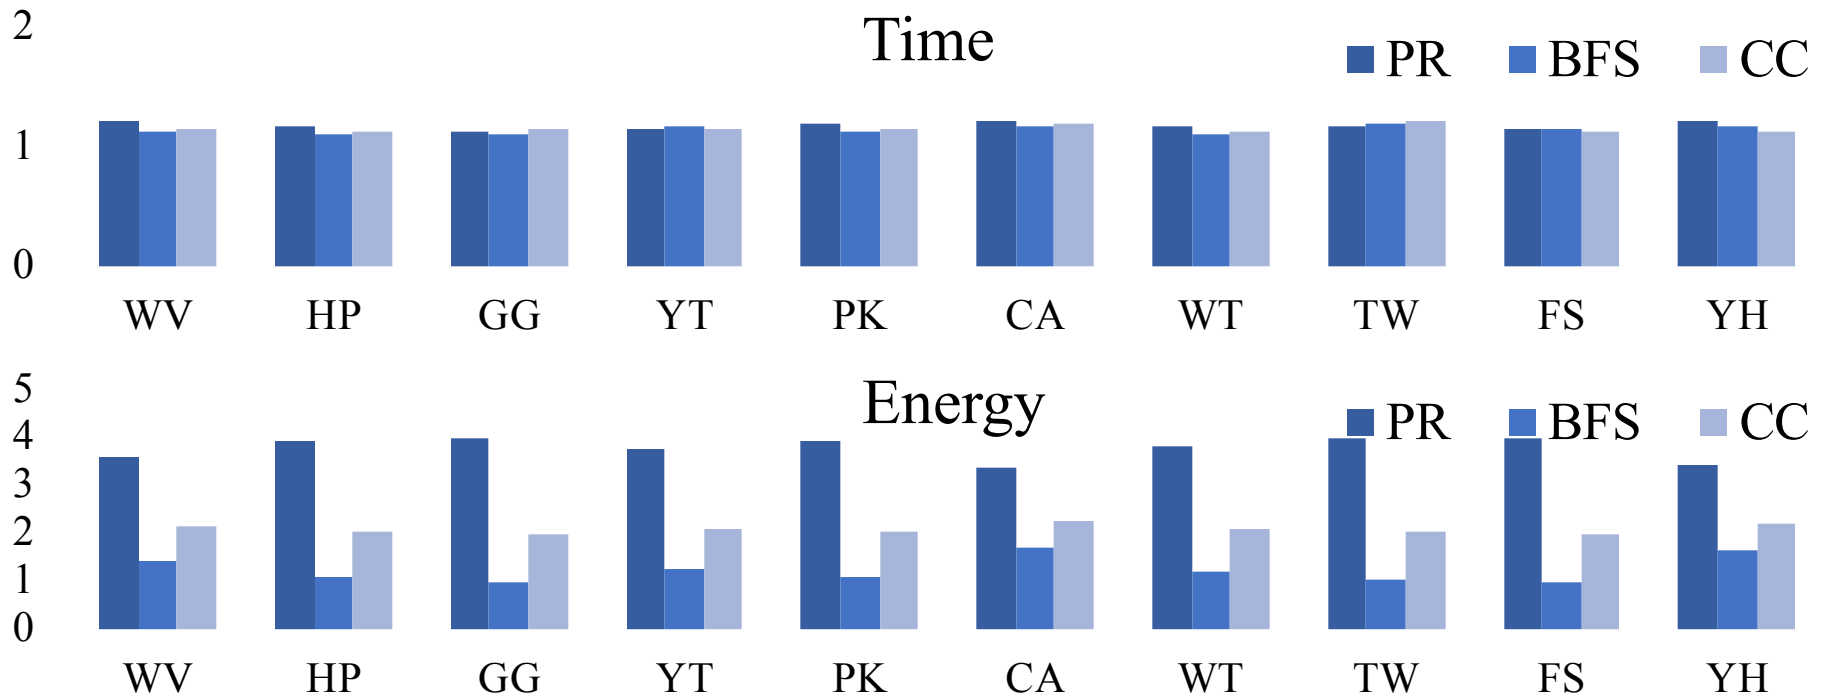 2
Time
PR BFS CC
1
0
WV HP GG YT PK CA WT TW FS YH
5
Energy
PR BFS CC
4
3
2
1
0
WV HP GG YT PK CA WT TW FS YH